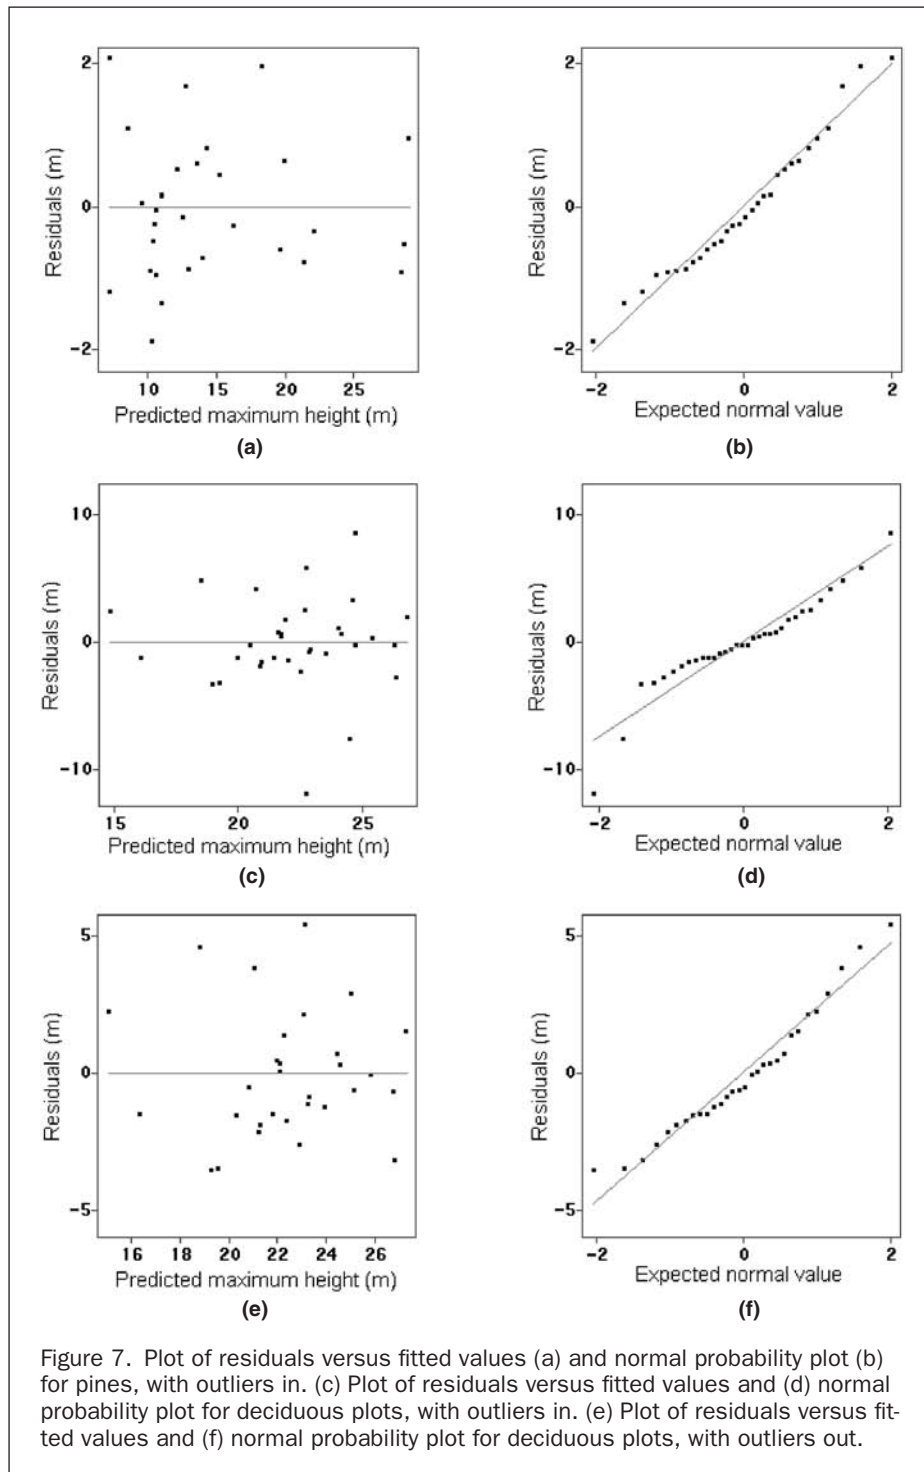 2
0
−2
Residuals (m)
10 15 20 25
Predicted maximum height (m)
(a)
2
0
−2
Residuals (m)
−2 0 2
Expected normal value
(b)
10
0
−10
Residuals (m)
15 20 25
Predicted maximum height (m)
(c)
10
0
−10
Residuals (m)
−2 0 2
Expected normal value
(d)
5
0
−5
Residuals (m)
16 18 20 22 24 26
Predicted maximum height (m)
(e)
5
0
−5
Residuals (m)
−2 0 2
Expected normal value
(f)
Figure 7. Plot of residuals versus fitted values (a) and normal probability plot (b)
for pines, with outliers in. (c) Plot of residuals versus fitted values and (d) normal
probability plot for deciduous plots, with outliers in. (e) Plot of residuals versus fit-
ted values and (f) normal probability plot for deciduous plots, with outliers out.